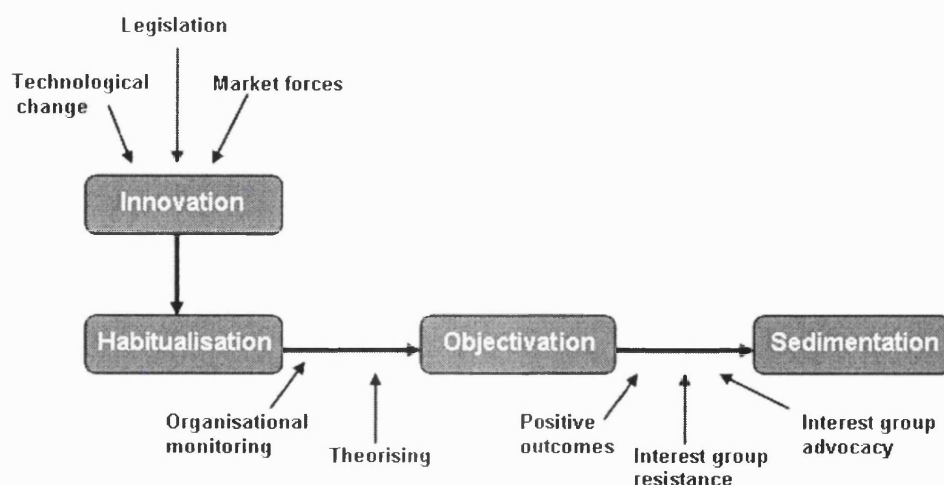 Legislation
Technological
change
Market forces
Innovation
Habitualisation
Objectivation
Sedimentation
Organisational
monitoring
Theorising
Positive
outcomes
Interest group
resistance
Interest group
advocacy